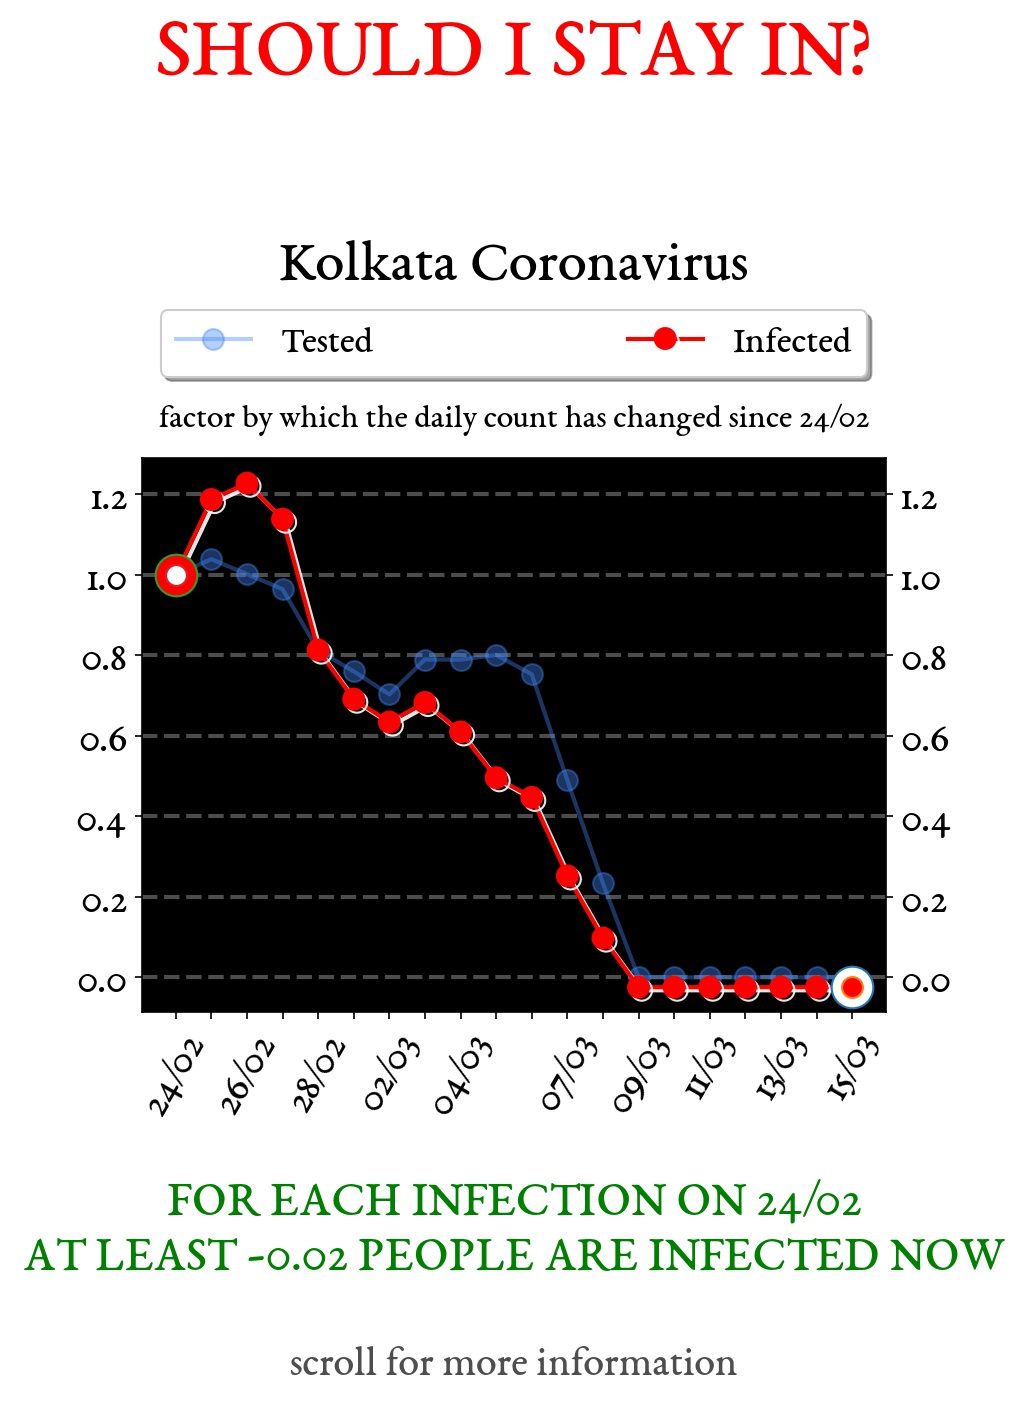 SHOULD I STAY IN?
Kolkata Coronavirus
Tested Infected
factor by which the daily count has changed since 24/02
1.2 1.2
1.0 1.0
0.8 0.8
0.6 0.6
0.4 0.4
0.2 0.2
0.0 0.0
24/02 26/02 28/02 02/03 04/03 07/03 09/03 11/03 13/03 15/03
FOR EACH INFECTION ON 24/02
AT LEAST -0.02 PEOPLE ARE INFECTED NOW
scroll for more information